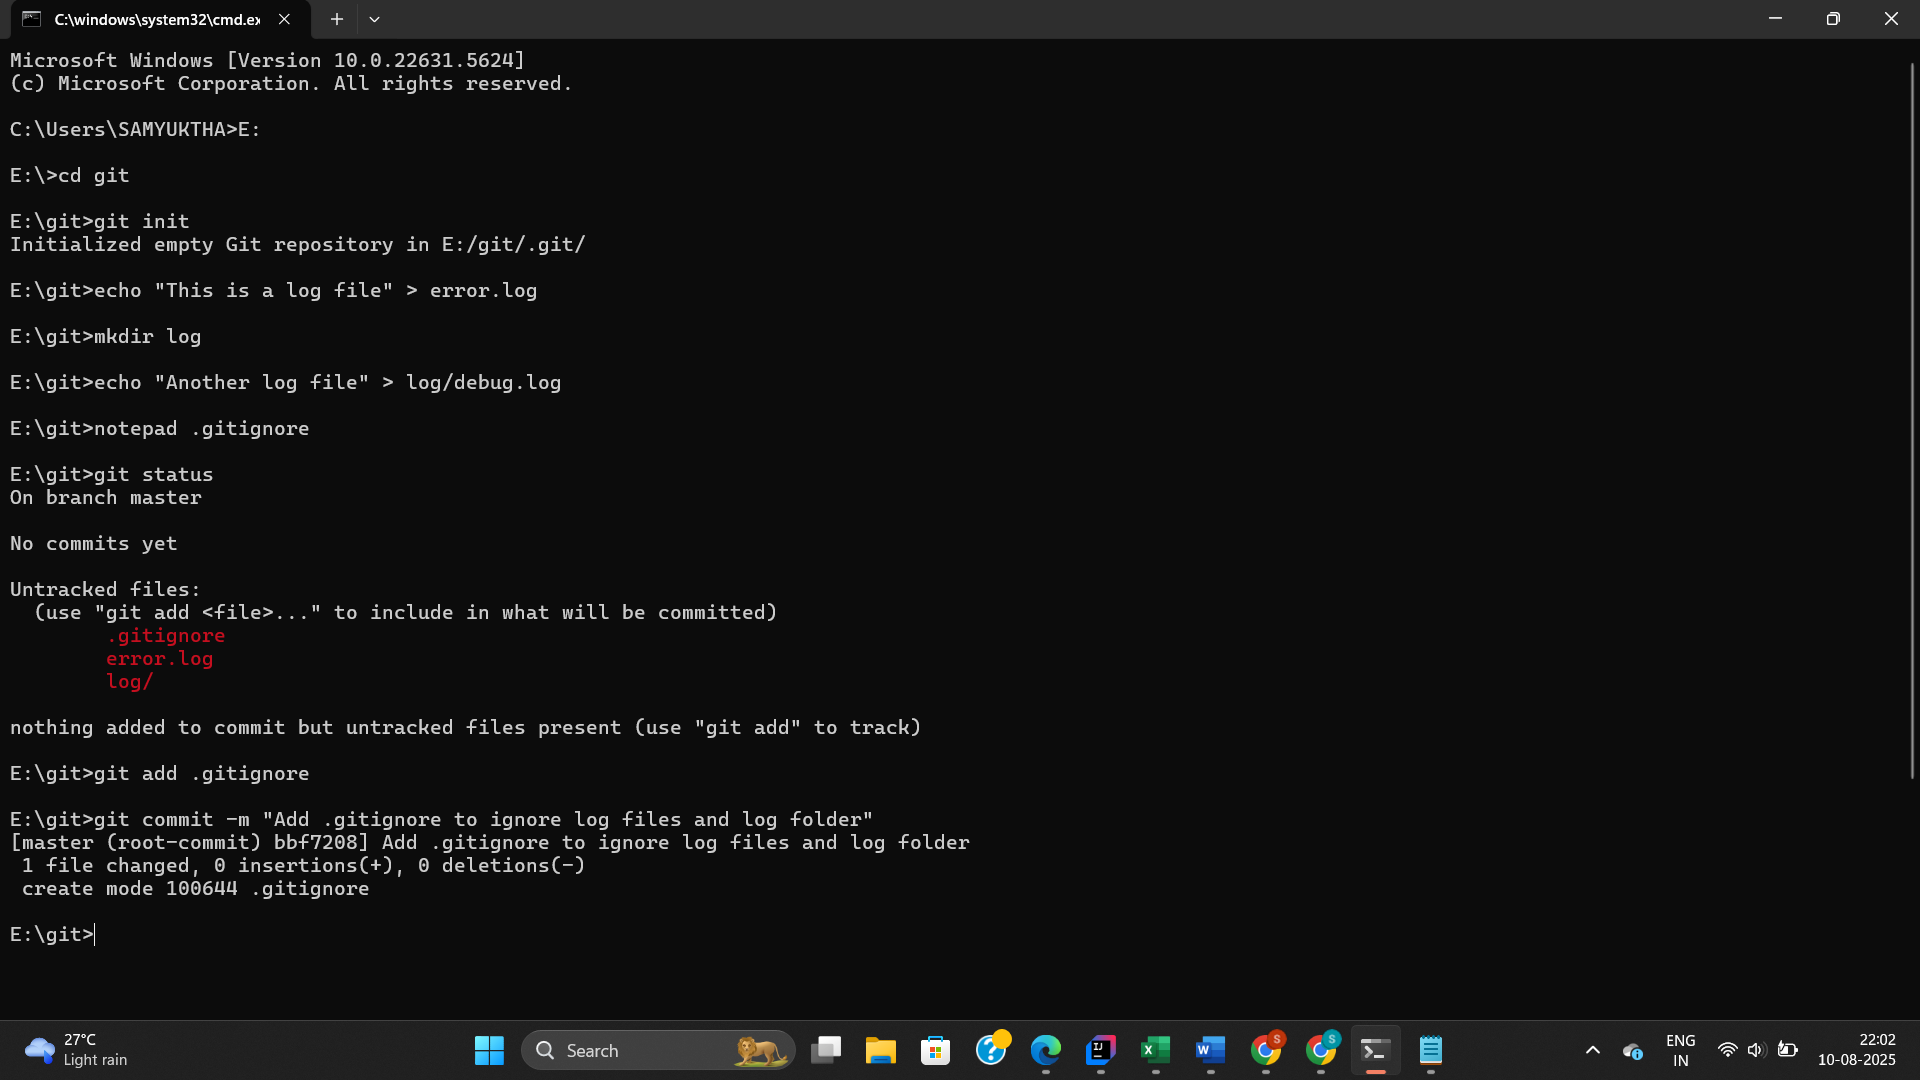 C:\windows\system32\cmd.ex
Microsoft Windows [Version 10.0.22631.5624]
(c) Microsoft Corporation. All rights reserved.
C:\Users\SAMYUKTHA>E:
E:\>cd git
E:\git>git init
Initialized empty Git repository in E:/git/.git/
E:\git>echo "This is a log file" > error.log
E:\git>mkdir log
E:\git>echo "Another log file" > log/debug.log
E:\git>notepad .gitignore
E:\git>git status
On branch master
No commits yet
Untracked files:
  (use "git add <file>..." to include in what will be committed)
        .gitignore
        error.log
        log/
nothing added to commit but untracked files present (use "git add" to track)
E:\git>git add .gitignore
E:\git>git commit -m "Add .gitignore to ignore log files and log folder"
[master (root-commit) bbf7208] Add .gitignore to ignore log files and log folder
 1 file changed, 0 insertions(+), 0 deletions(-)
 create mode 100644 .gitignore
E:\git>
27°C
Light rain
Search
ENG
IN
22:02
10-08-2025